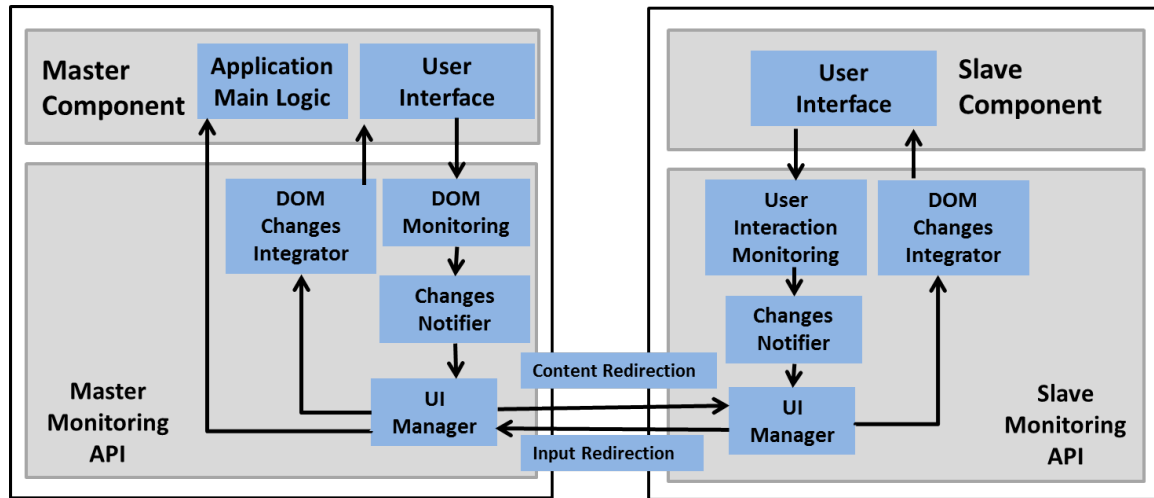 Master
Component
Application
Main Logic
User
Interface
DOM
Changes
Integrator
DOM
Monitoring
Changes
Notifier
Master
Monitoring
API
UI
Manager
Content Redirection
Input Redirection
User
Interface
Slave
Component
User
Interaction
Monitoring
DOM
Changes
Integrator
Changes
Notifier
UI
Manager
Slave
Monitoring
API